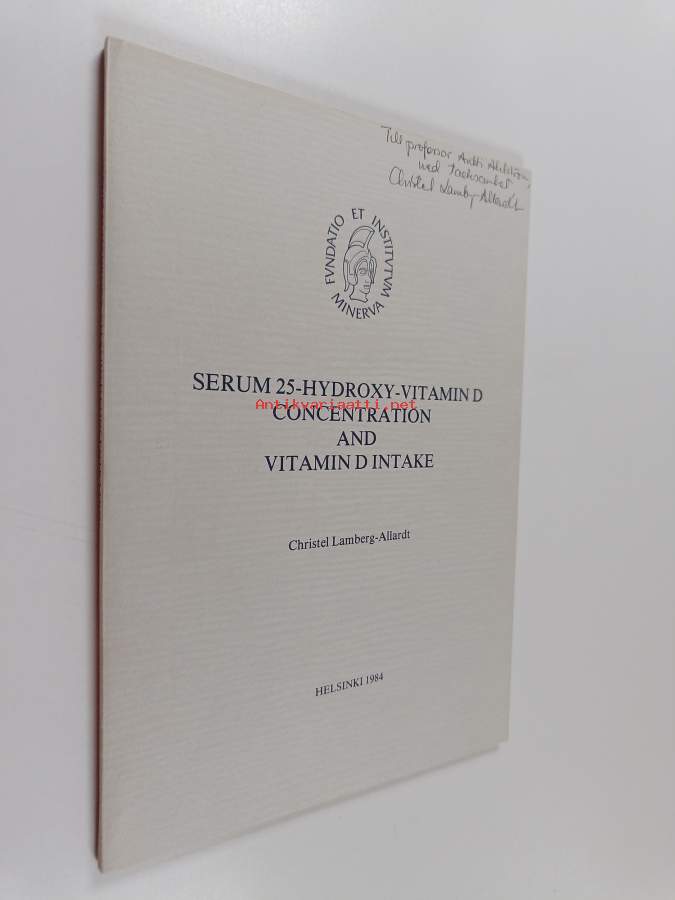 Till professor Antti Ahlström,
med tacksamhet
Christel Lamberg-Allardt
FVNDATIO ET INSTITVTVM
MINERVA
SERUM 25-HYDROXY-VITAMIN D
Antikvariaatti.net
CONCENTRATION
AND
VITAMIN D INTAKE
Christel Lamberg-Allardt
HELSINKI 1984